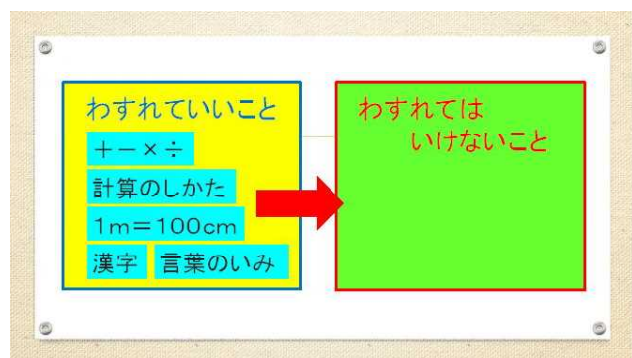 わすれていいこと
+-×÷
計算のしかた
1m=100cm
漢字 言葉のいみ
わすれては
いけないこと